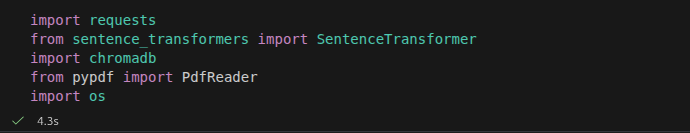 import requests
from sentence_transformers import SentenceTransformer
import chromadb
from pypdf import PdfReader
import os
4.3s